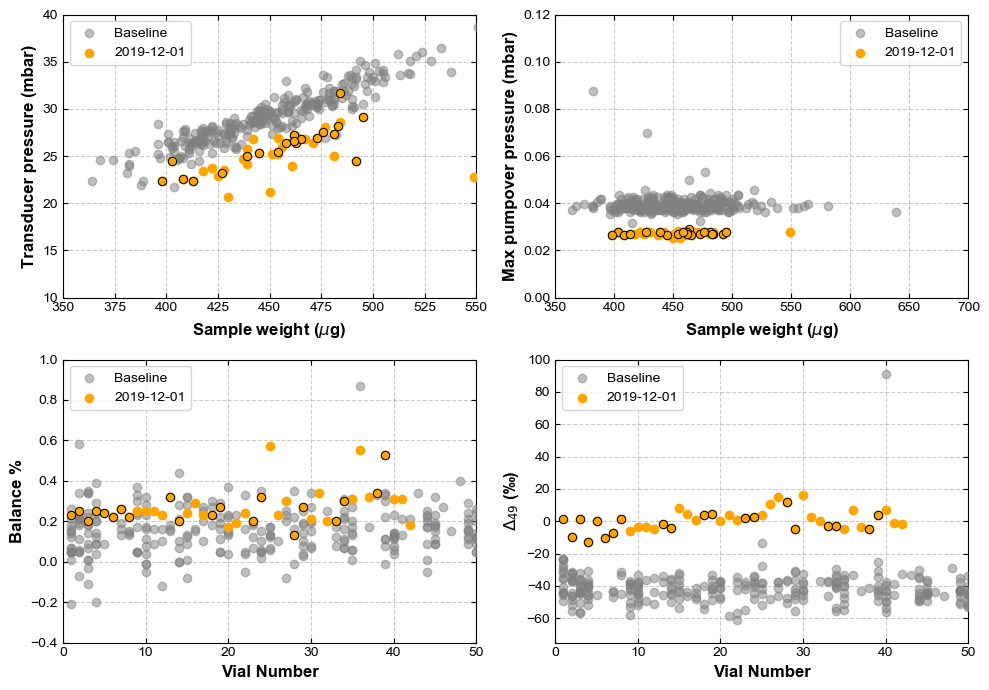 Transducer pressure (mbar)
40
35
30
25
20
15
10
Baseline
2019-12-01
350 375 400 425 450 475 500 525 550
Sample weight (μg)
Max pumpover pressure (mbar)
0.12
0.10
0.08
0.06
0.04
0.02
0.00
Baseline
2019-12-01
350 400 450 500 550 600 650 700
Sample weight (μg)
Balance %
1.0
0.8
0.6
0.4
0.2
0.0
−0.2
−0.4
Baseline
2019-12-01
0 10 20 30 40 50
Vial Number
Δ49 (‰)
100
80
60
40
20
0
−20
−40
−60
Baseline
2019-12-01
0 10 20 30 40 50
Vial Number